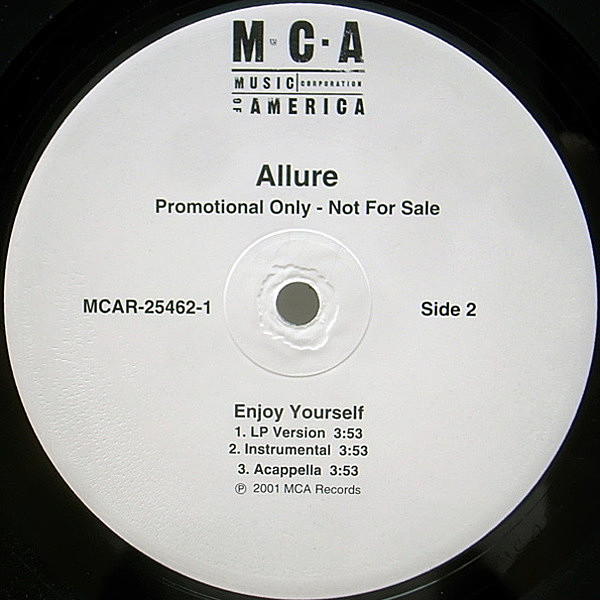 M·C·A
MUSIC CORPORATION
OF AMERICA
Allure
Promotional Only - Not For Sale
MCAR-25462-1
Side 2
Enjoy Yourself
1. LP Version 3:53
2. Instrumental 3:53
3. Acappella 3:53
℗ 2001 MCA Records